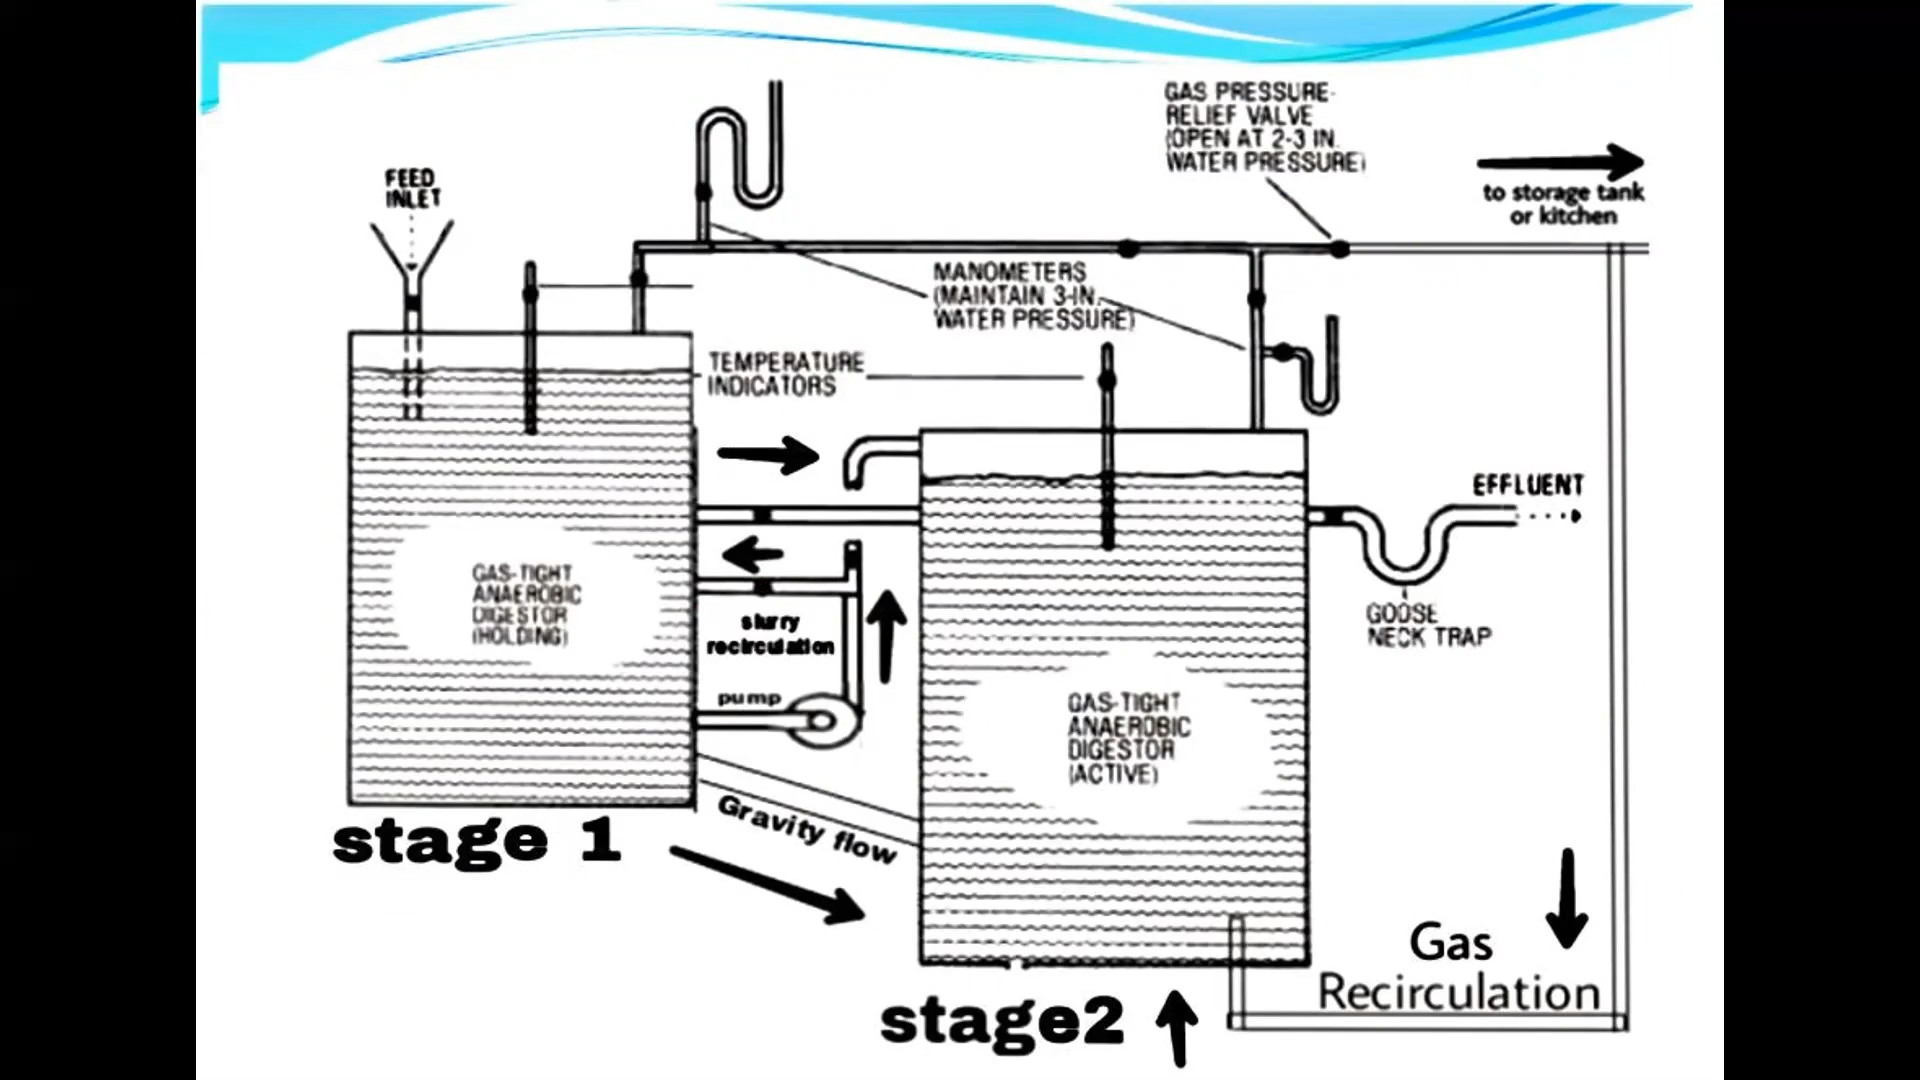 GAS PRESSURE-
RELIEF VALVE
(OPEN AT 2-3 IN.
WATER PRESSURE)
to storage tank
or kitchen
FEED
INLET
MANOMETERS
(MAINTAIN 3-IN.
WATER PRESSURE)
TEMPERATURE
INDICATORS
EFFLUENT
GOOSE
NECK TRAP
GAS-TIGHT
ANAEROBIC
DIGESTOR
(HOLDING)
slurry
recirculation
pump
GAS-TIGHT
ANAEROBIC
DIGESTOR
(ACTIVE)
Gravity flow
stage 1
Gas
Recirculation
stage2